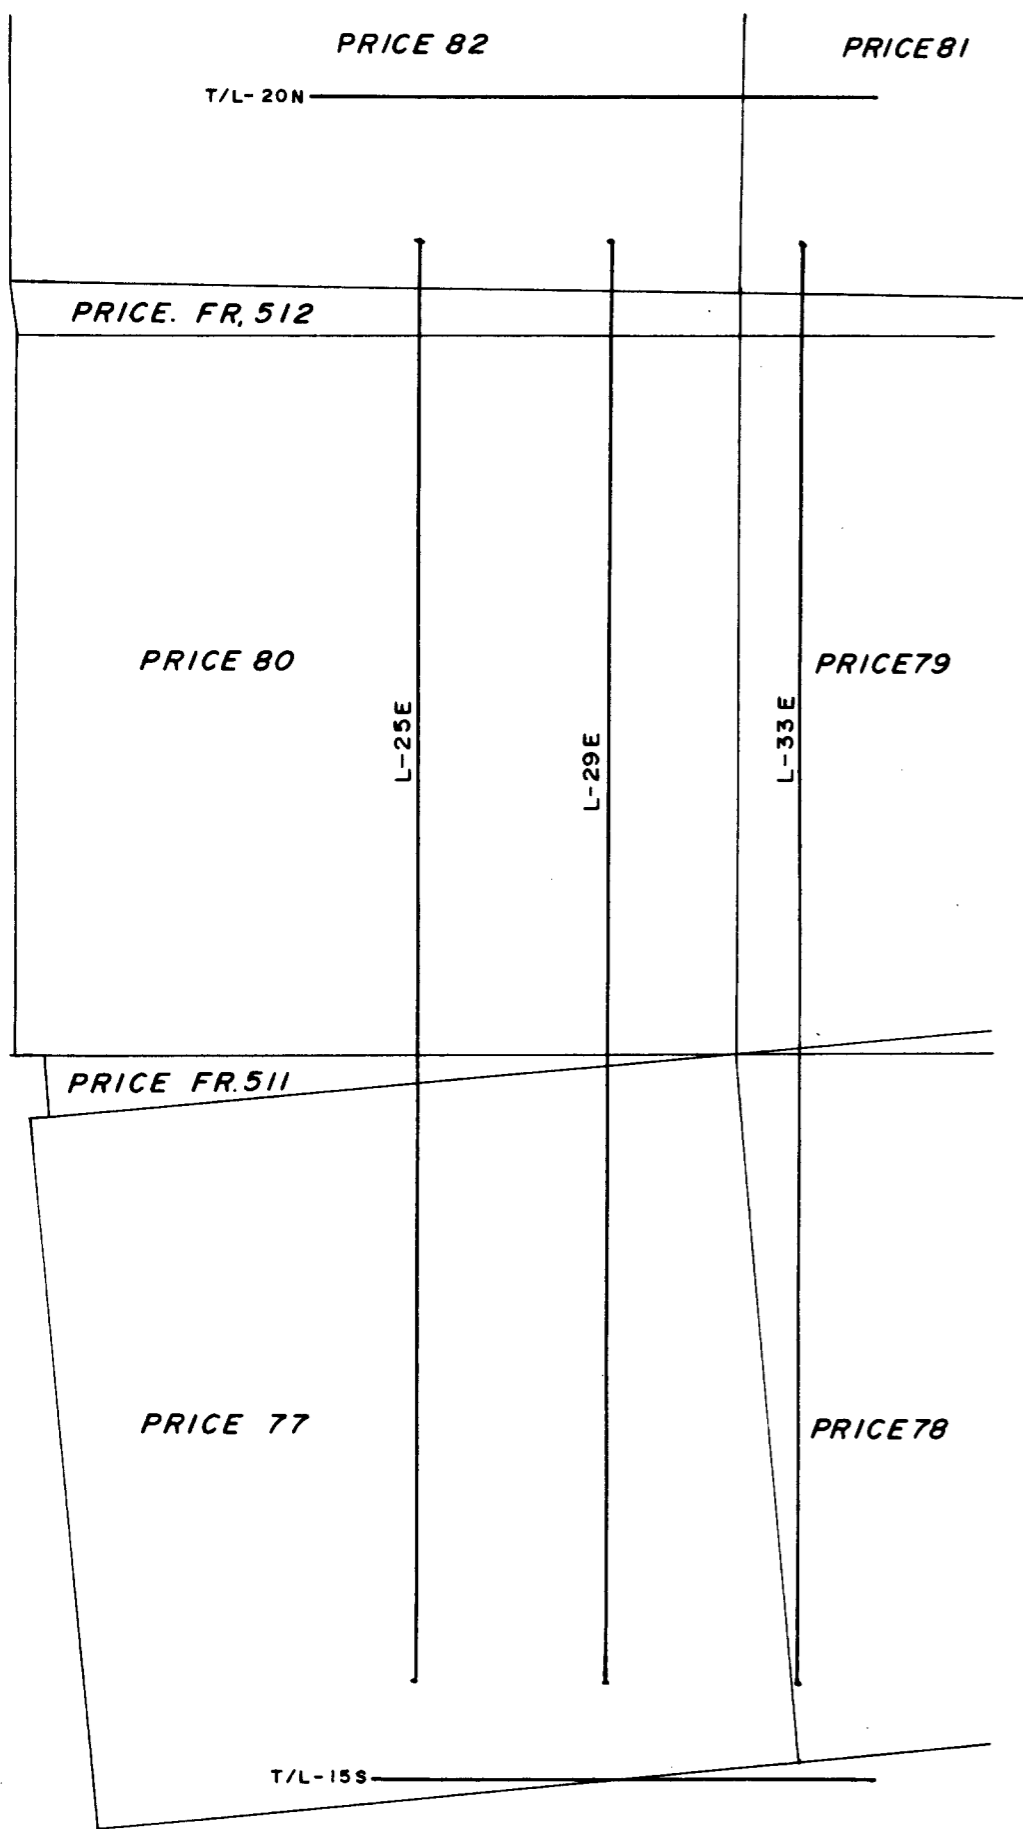 PRICE 82
PRICE 81
T/L-20N
PRICE. FR, 512
PRICE 80
PRICE 79
L-25E
L-29E
L-33E
PRICE FR. 511
PRICE 77
PRICE 78
T/L-15S